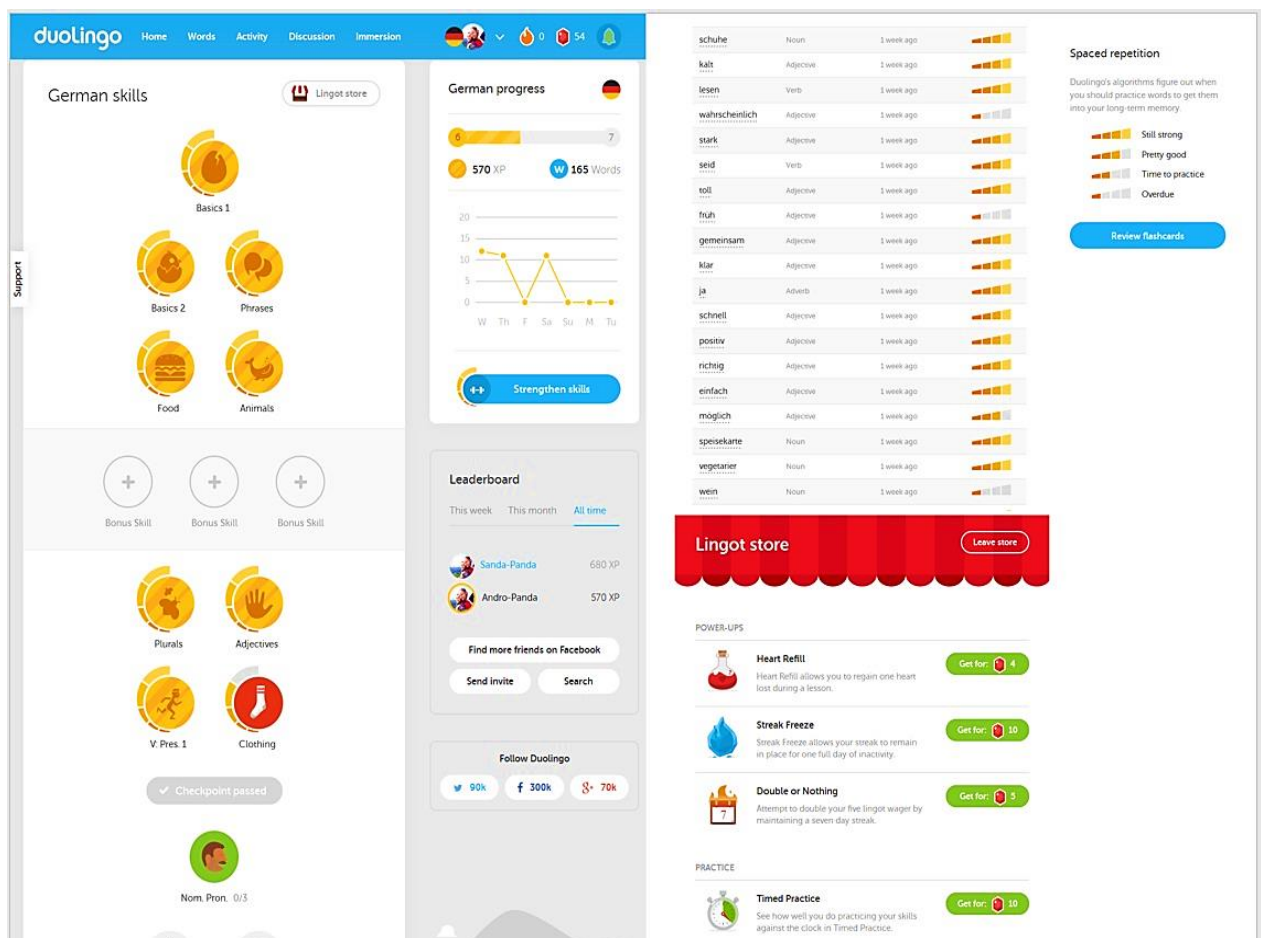 duolingo Home Words Activity Discussion Immersion 0 54
Support
German skills Lingot store
Basics 1
Basics 2 Phrases
Food Animals
Bonus Skill Bonus Skill Bonus Skill
Plurals Adjectives
V: Pres. 1 Clothing
Checkpoint passed
Nom. Pron. 0/3
German progress
6 7
570 XP W 165 Words
20
15
10
5
0
W Th F Sa Su M Tu
Strengthen skills
Leaderboard
This week This month All time
Sanda-Panda 680 XP
Andro-Panda 570 XP
Find more friends on Facebook
Send invite Search
Follow Duolingo
90k f 300k g+ 70k
schuhe Noun 1 week ago
kalt Adjective 1 week ago
lesen Verb 1 week ago
wahrscheinlich Adjective 1 week ago
stark Adjective 1 week ago
seid Verb 1 week ago
toll Adjective 1 week ago
früh Adjective 1 week ago
gemeinsam Adjective 1 week ago
klar Adjective 1 week ago
ja Adverb 1 week ago
schnell Adjective 1 week ago
positiv Adjective 1 week ago
richtig Adjective 1 week ago
einfach Adjective 1 week ago
möglich Adjective 1 week ago
speisekarte Noun 1 week ago
vegetarier Noun 1 week ago
wein Noun 1 week ago
Spaced repetition
Duolingo's algorithms figure out when
you should practice words to get them
into your long-term memory.
Still strong
Pretty good
Time to practice
Overdue
Review flashcards
Lingot store Leave store
POWER-UPS
Heart Refill Get for: 4
Heart Refill allows you to regain one heart
lost during a lesson.
Streak Freeze Get for: 10
Streak Freeze allows your streak to remain
in place for one full day of inactivity.
Double or Nothing Get for: 5
7
Attempt to double your five lingot wager by
maintaining a seven day streak.
PRACTICE
Timed Practice Get for: 10
See how well you do practicing your skills
against the clock in Timed Practice.